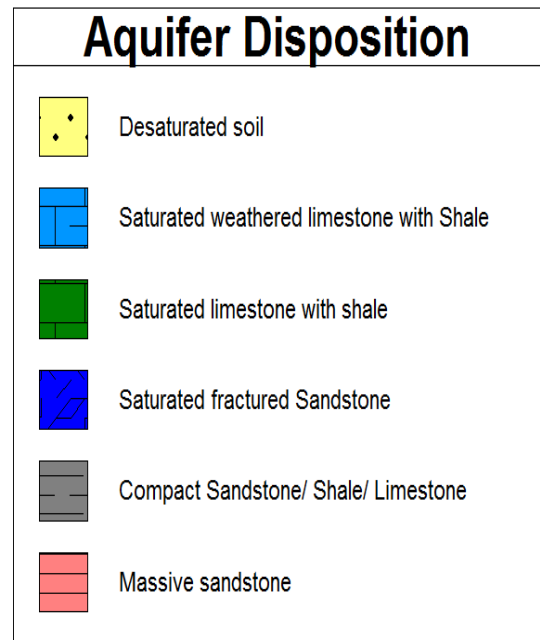 Aquifer Disposition
Desaturated soil
Saturated weathered limestone with Shale
Saturated limestone with shale
Saturated fractured Sandstone
Compact Sandstone/ Shale/ Limestone
Massive sandstone